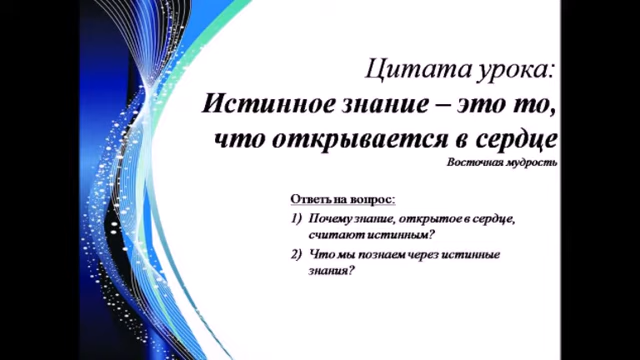 Цитата урока:
Истинное знание – это то,
что открывается в сердце
Восточная мудрость
Ответь на вопрос:
1) Почему знание, открытое в сердце,
считают истинным?
2) Что мы познаем через истинные
знания?